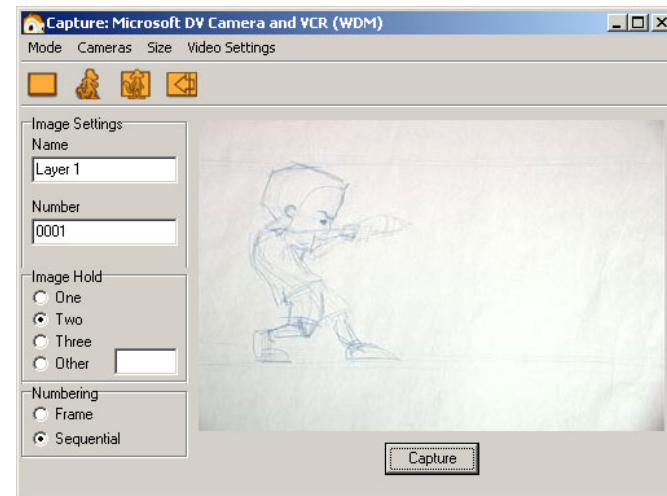 Capture: Microsoft DV Camera and VCR (WDM)
Mode Cameras Size Video Settings
Image Settings
Name
Layer 1
Number
0001
Image Hold
One
Two
Three
Other
Numbering
Frame
Sequential
Capture